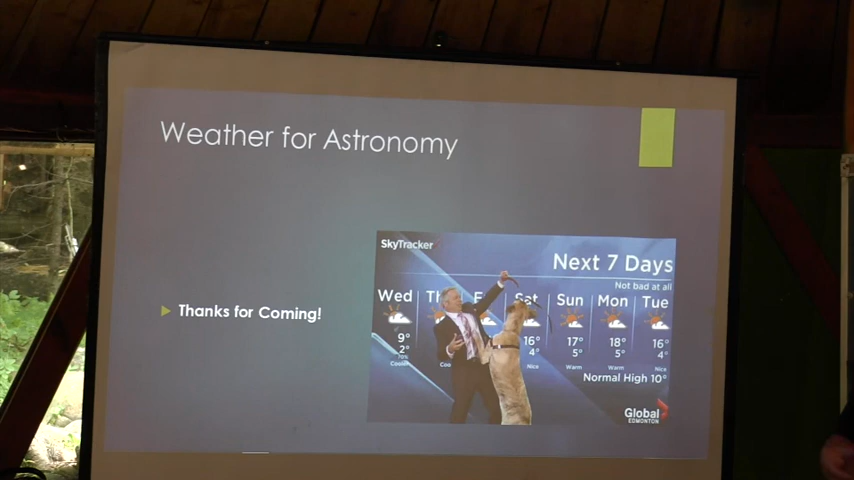 Weather for Astronomy
Thanks for Coming!
SkyTracker
Next 7 Days
Not bad at all
Wed Sat Sun Mon Tue
9° 16° 17° 18° 16°
2° 4° 5° 5° 4°
70%
Cooler Nice Warm Warm Nice
Normal High 10°
Global
EDMONTON